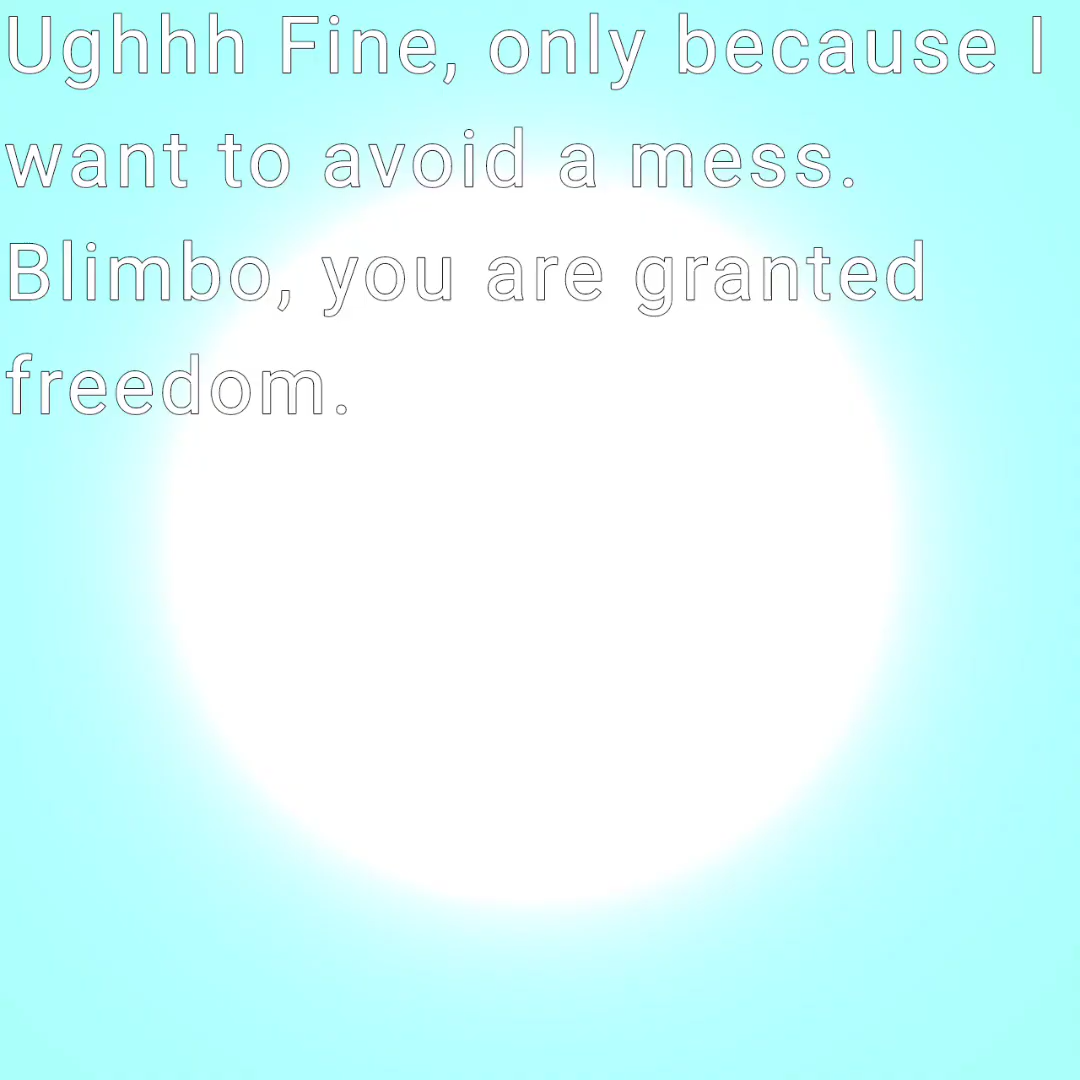 Ughhh Fine, only because I
want to avoid a mess.
Blimbo, you are granted
freedom.